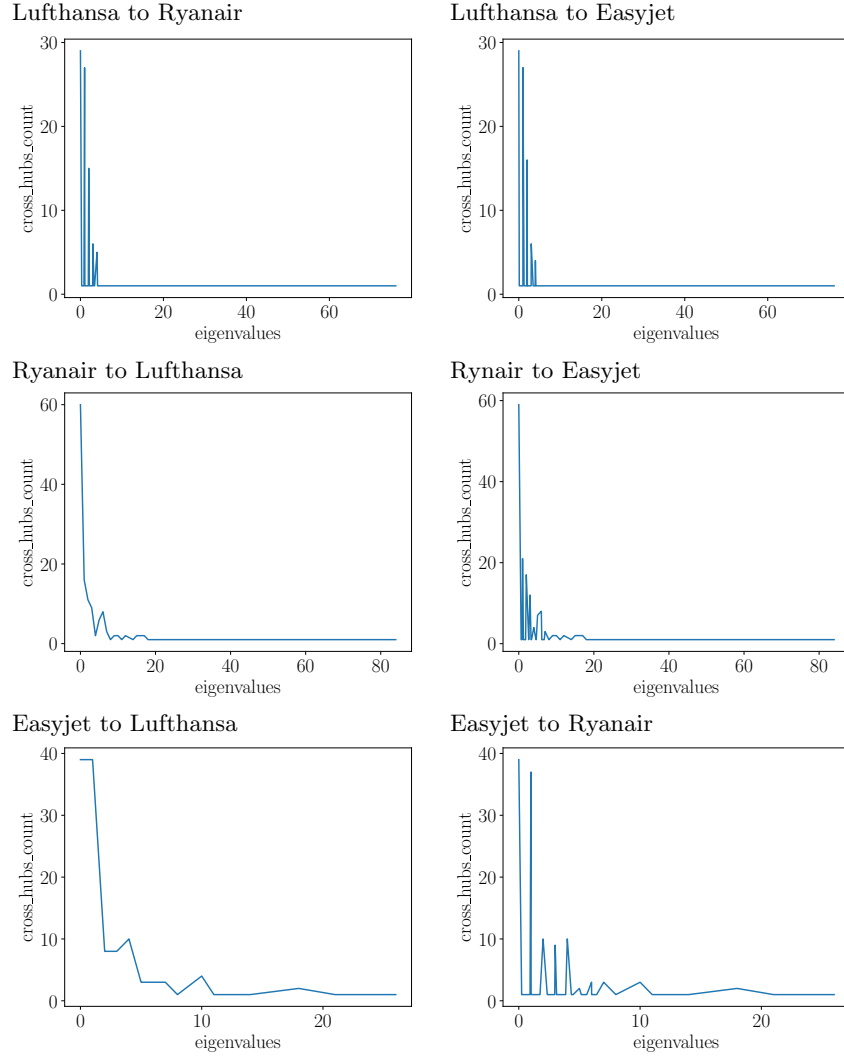 Lufthansa to Ryanair
30
20
10
0
cross_hubs_count
0 20 40 60
eigenvalues
Lufthansa to Easyjet
30
20
10
0
cross_hubs_count
0 20 40 60
eigenvalues
Ryanair to Lufthansa
60
40
20
0
cross_hubs_count
0 20 40 60 80
eigenvalues
Rynair to Easyjet
60
40
20
0
cross_hubs_count
0 20 40 60 80
eigenvalues
Easyjet to Lufthansa
40
30
20
10
0
cross_hubs_count
0 10 20
eigenvalues
Easyjet to Ryanair
40
30
20
10
0
cross_hubs_count
0 10 20
eigenvalues